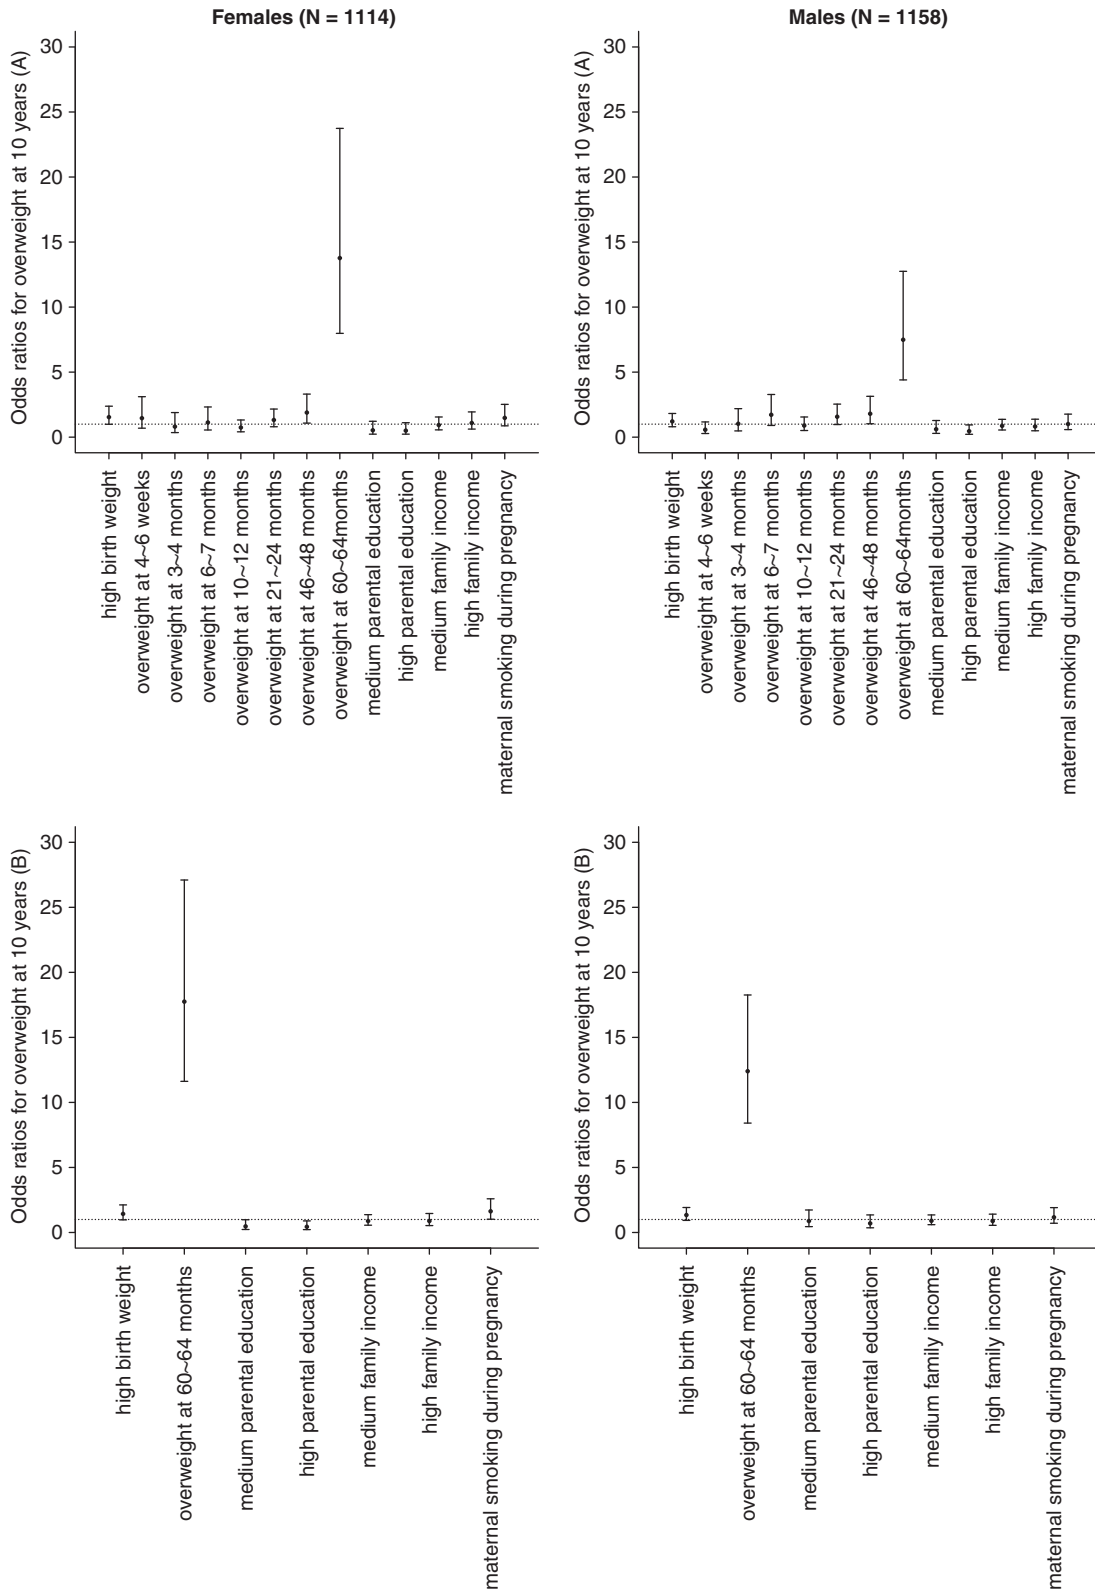 Females (N = 1114)
Odds ratios for overweight at 10 years (A)
30
25
20
15
10
5
0
high birth weight
overweight at 4~6 weeks
overweight at 3~4 months
overweight at 6~7 months
overweight at 10~12 months
overweight at 21~24 months
overweight at 46~48 months
overweight at 60~64months
medium parental education
high parental education
medium family income
high family income
maternal smoking during pregnancy
Males (N = 1158)
Odds ratios for overweight at 10 years (A)
30
25
20
15
10
5
0
high birth weight
overweight at 4~6 weeks
overweight at 3~4 months
overweight at 6~7 months
overweight at 10~12 months
overweight at 21~24 months
overweight at 46~48 months
overweight at 60~64months
medium parental education
high parental education
medium family income
high family income
maternal smoking during pregnancy
Odds ratios for overweight at 10 years (B)
30
25
20
15
10
5
0
high birth weight
overweight at 60~64 months
medium parental education
high parental education
medium family income
high family income
maternal smoking during pregnancy
Odds ratios for overweight at 10 years (B)
30
25
20
15
10
5
0
high birth weight
overweight at 60~64 months
medium parental education
high parental education
medium family income
high family income
maternal smoking during pregnancy